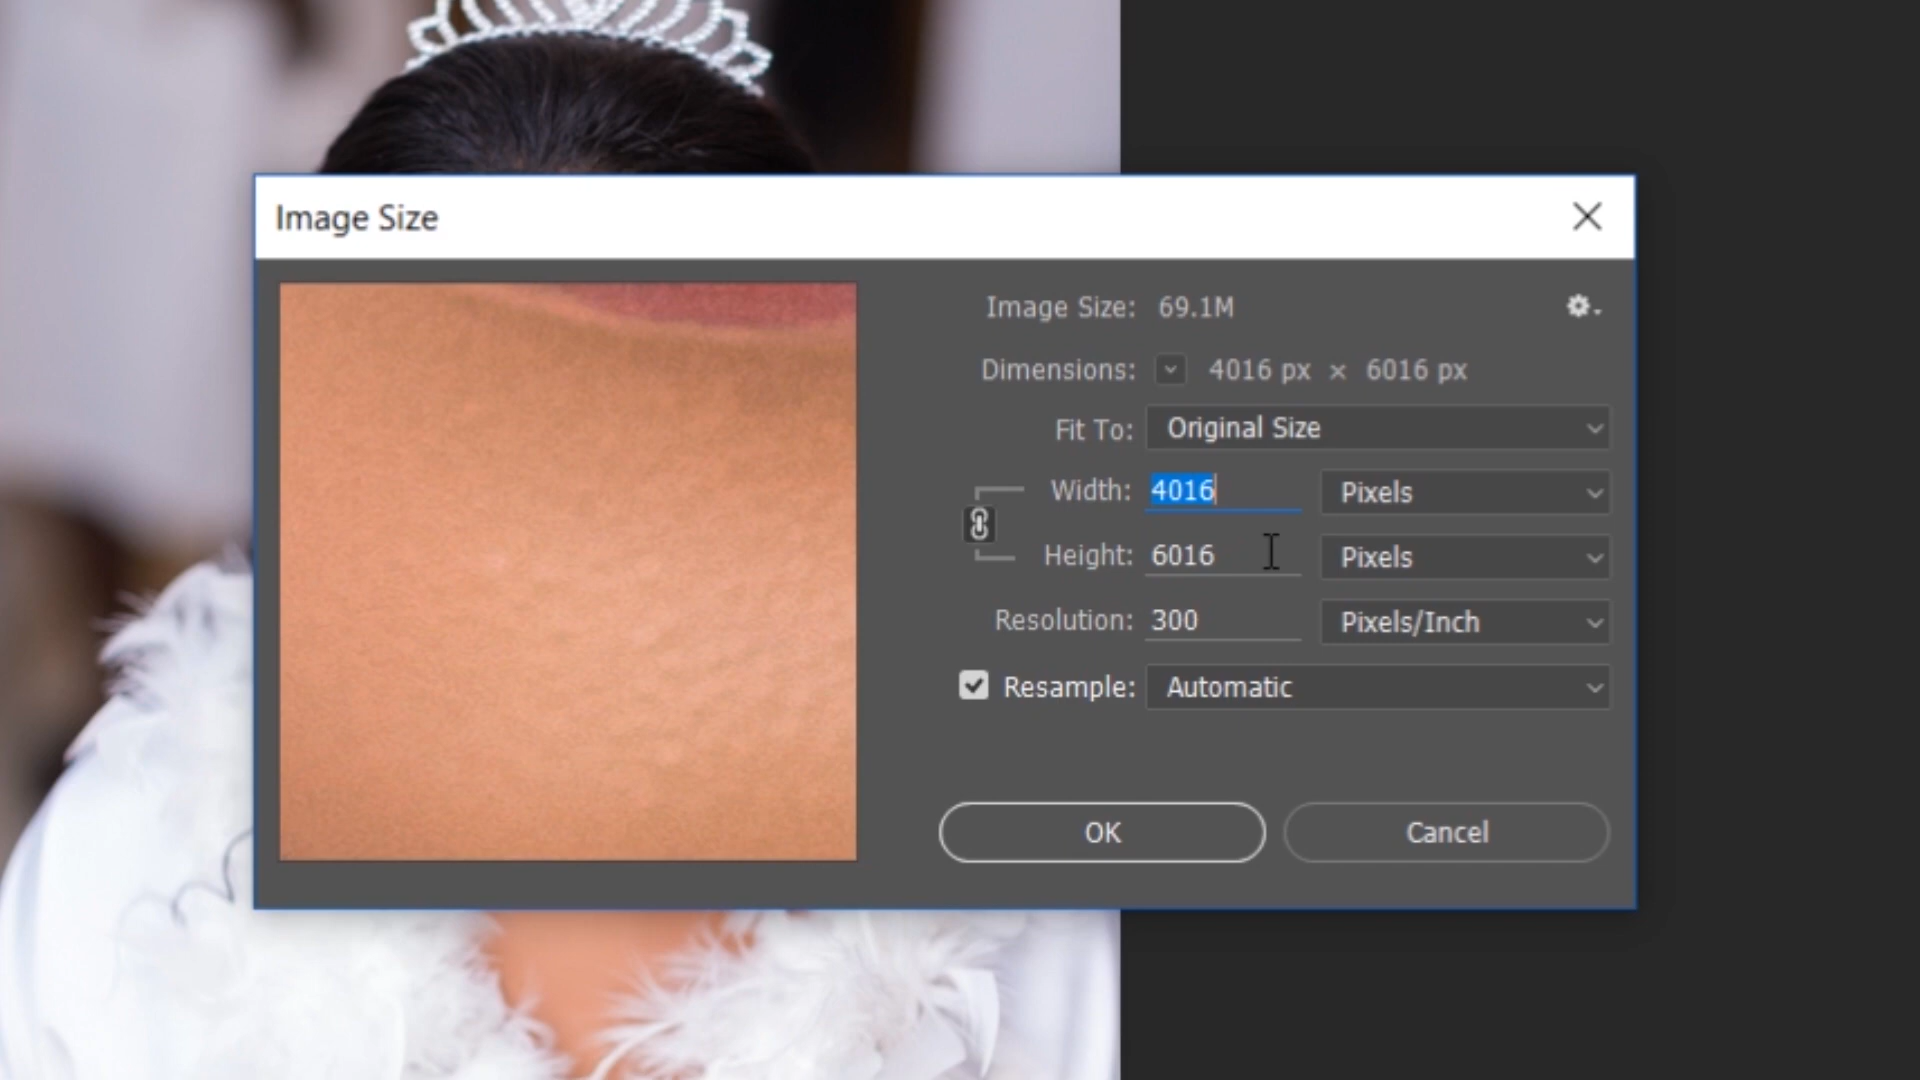 Image Size
Image Size: 69.1M
Dimensions: 4016 px × 6016 px
Fit To: Original Size
Width: 4016 Pixels
Height: 6016 Pixels
Resolution: 300 Pixels/Inch
Resample: Automatic
OK Cancel